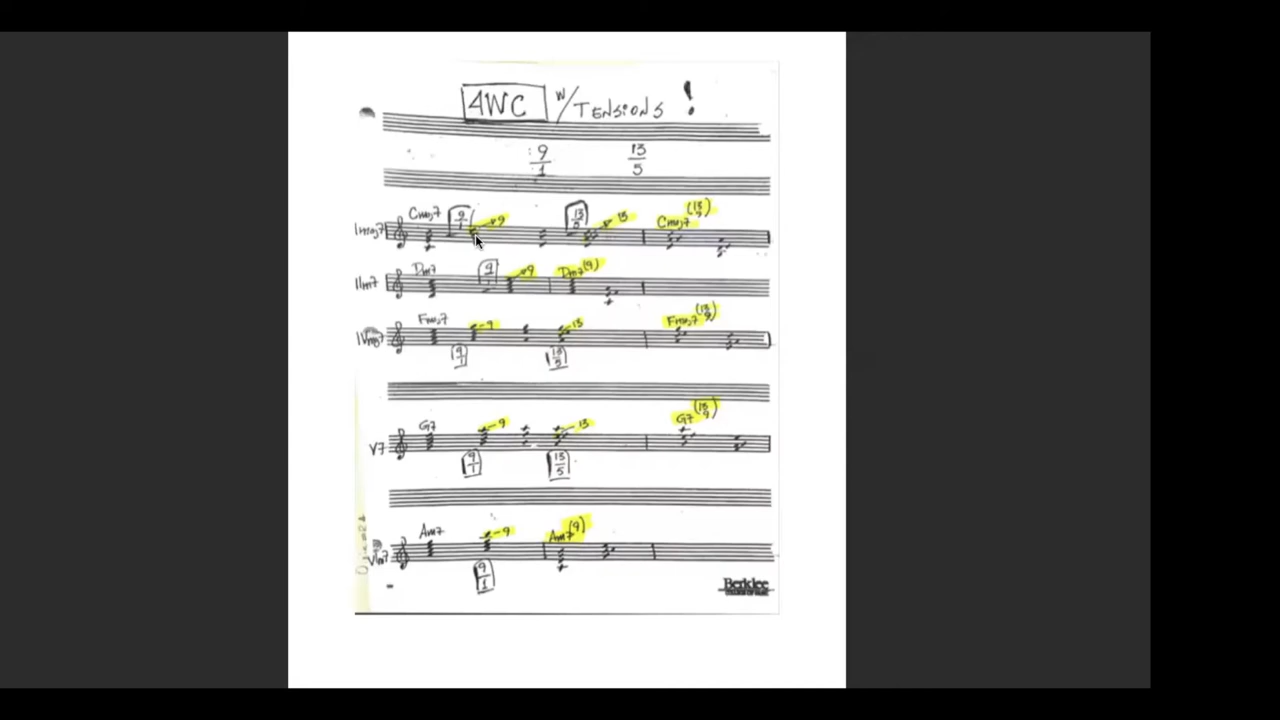 4WC w/ TENSIONS !
9/1 13/5
Imaj7 Cmaj7 9/1 9 13/5 13 Cmaj7(13/9)
IIm7 Dm7 9 Dm7(9)
IVmaj7 Fmaj7 9 13 Fmaj7(13/9)
9/1 13/5
V7 G7 9 13 G7(13/9)
9/1 13/5
VIm7 Am7 9 Am7(9)
9/1
Berklee